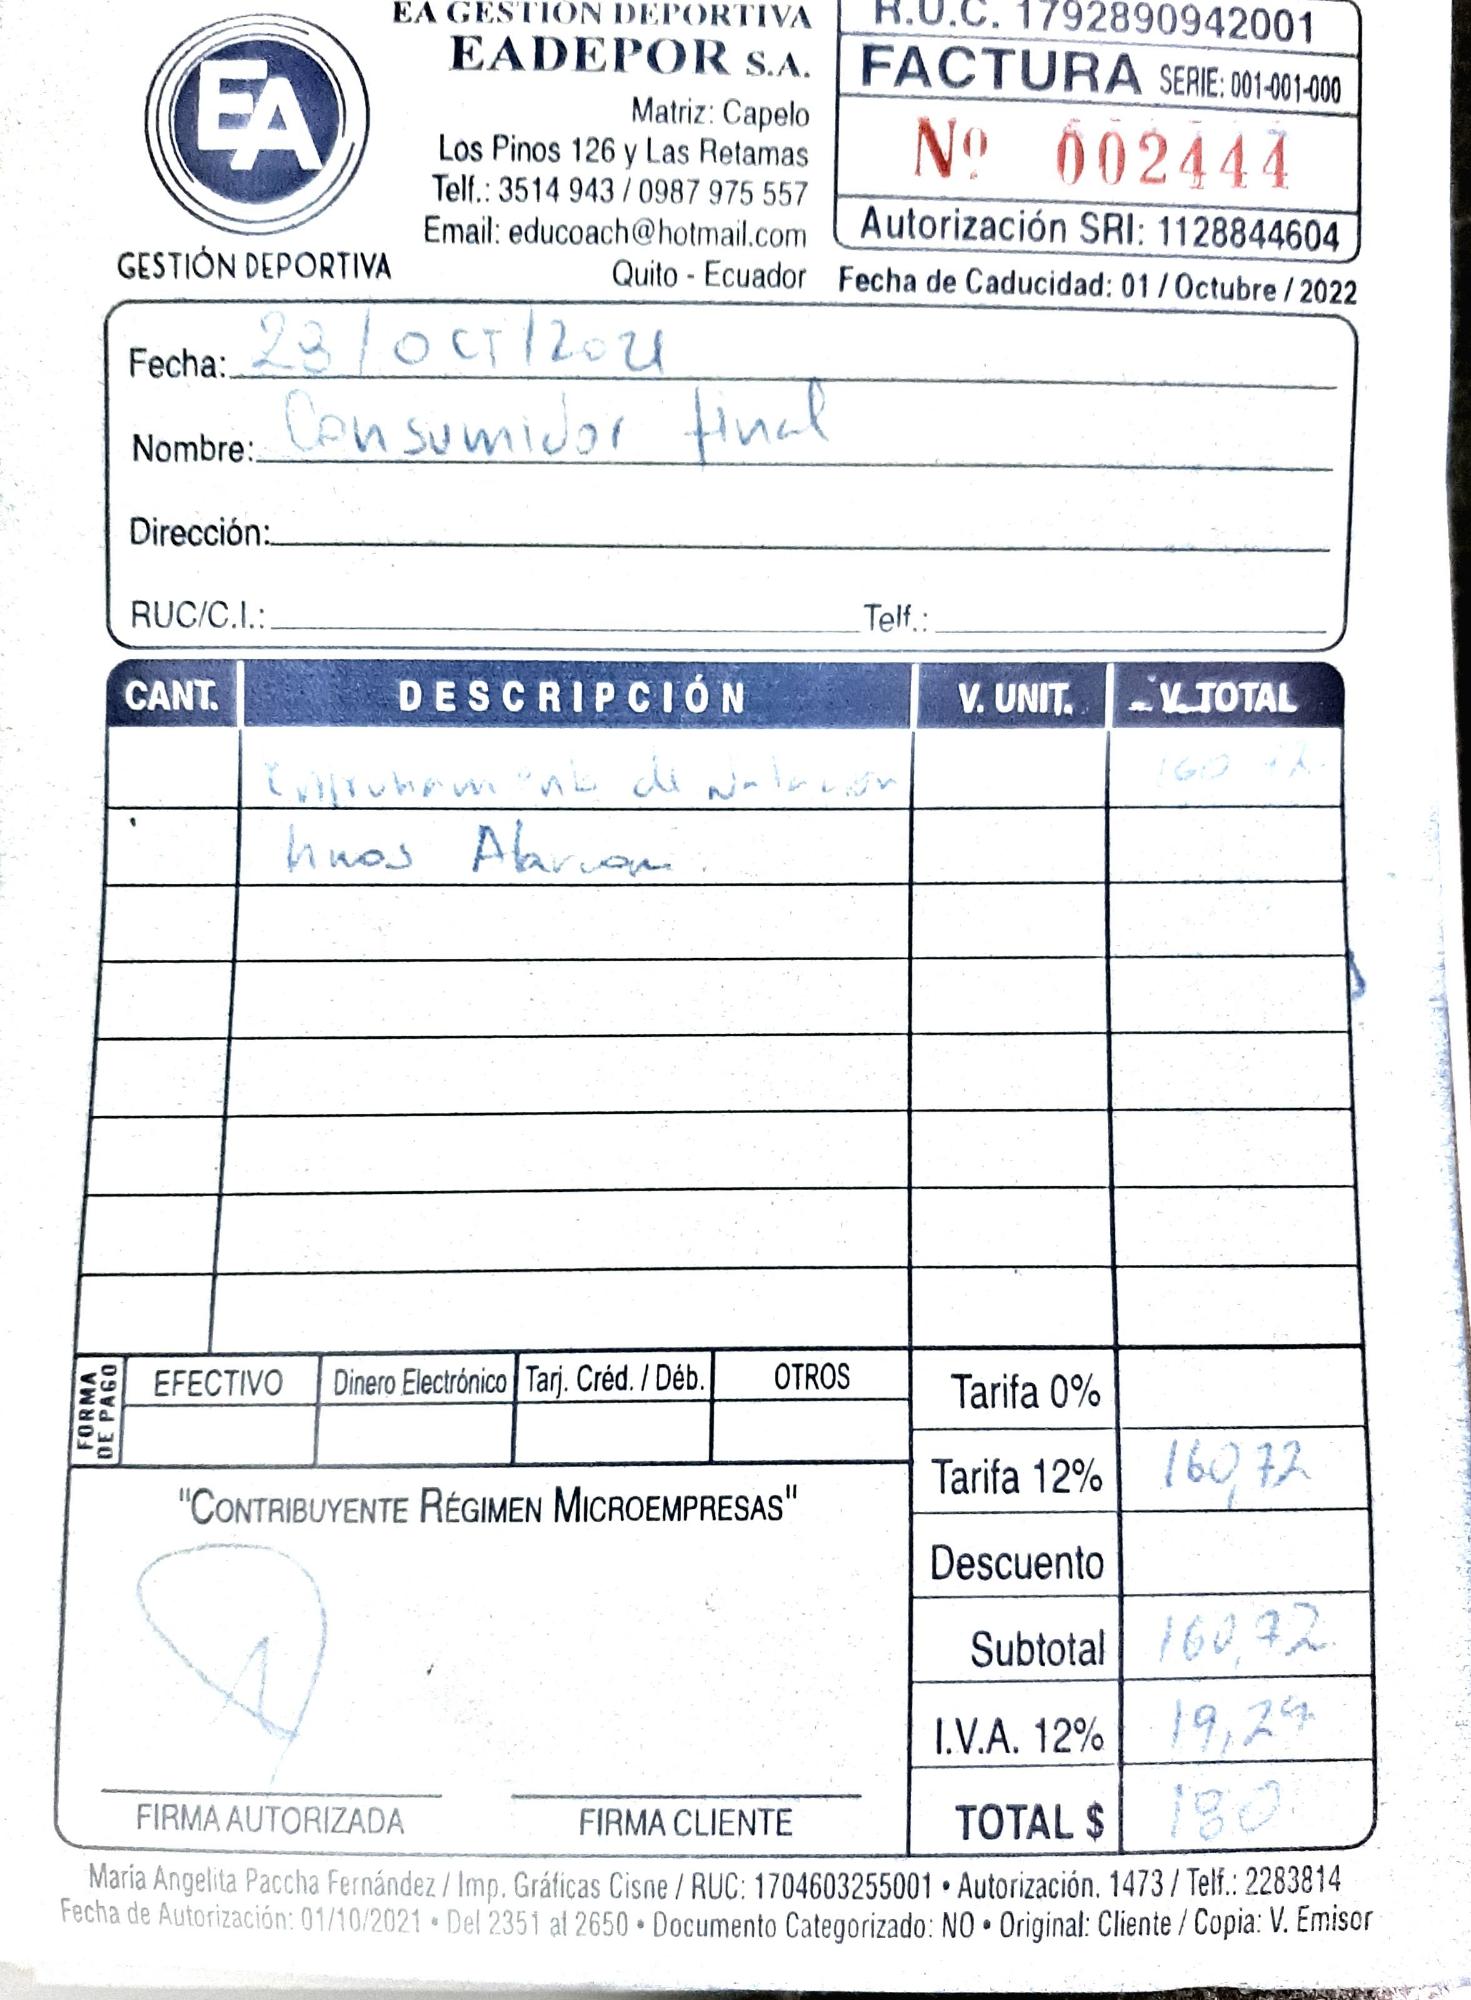 EA GESTIÓN DEPORTIVA
EADEPOR S.A.
Matriz: Capelo
Los Pinos 126 y Las Retamas
Telf.: 3514 943 / 0987 975 557
Email: educoach@hotmail.com
Quito - Ecuador
EA
GESTIÓN DEPORTIVA
R.U.C. 1792890942001
FACTURA SERIE: 001-001-000
Nº 002444
Autorización SRI: 1128844604
Fecha de Caducidad: 01 / Octubre / 2022
Fecha: 23/OCT/2021
Nombre: Consumidor final
Dirección:
RUC/C.I.: Telf.:
CANT. DESCRIPCIÓN V. UNIT. V. TOTAL
de 160 72
Alarcon
FORMA DE PAGO
EFECTIVO Dinero Electrónico Tarj. Créd. / Déb. OTROS
Tarifa 0%
Tarifa 12% 160,72
Descuento
Subtotal 160,72
I.V.A. 12% 19,29
TOTAL $ 180
"CONTRIBUYENTE RÉGIMEN MICROEMPRESAS"
FIRMA AUTORIZADA FIRMA CLIENTE
María Angelita Paccha Fernández / Imp. Gráficas Cisne / RUC: 1704603255001 • Autorización. 1473 / Telf.: 2283814
Fecha de Autorización: 01/10/2021 • Del 2351 al 2650 • Documento Categorizado: NO • Original: Cliente / Copia: V. Emisor